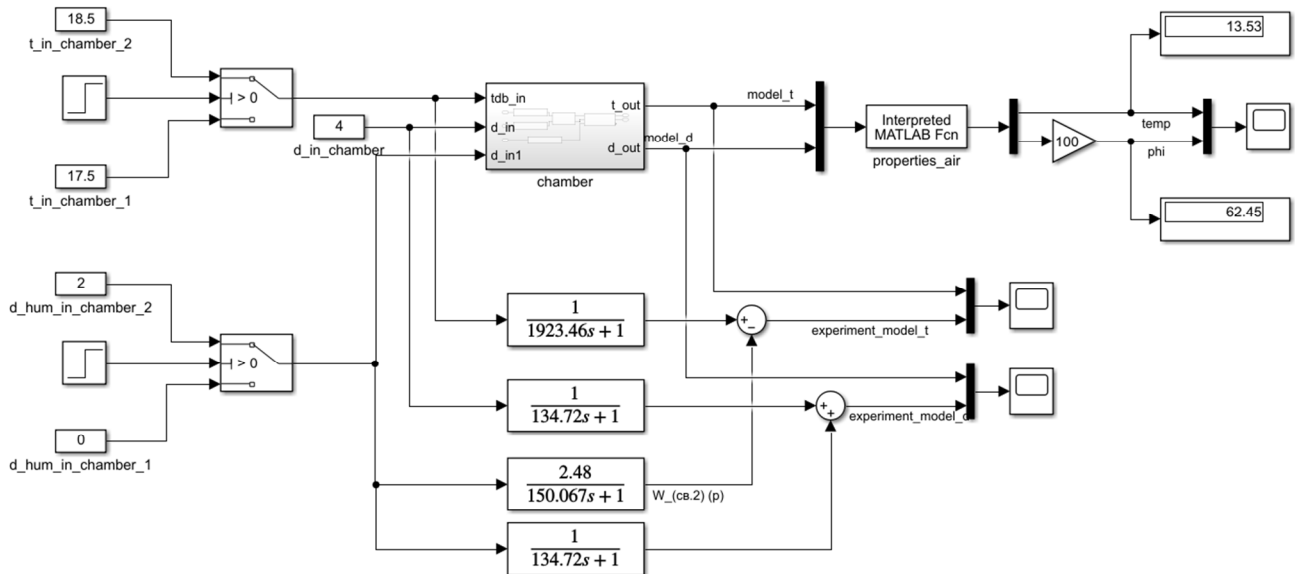 18.5
t_in_chamber_2
> 0
17.5
t_in_chamber_1
4
d_in_chamber
tdb_in
d_in
d_in1
t_out
d_out
chamber
model_t
model_d
Interpreted
MATLAB Fcn
properties_air
100
temp
phi
13.53
62.45
2
d_hum_in_chamber_2
> 0
0
d_hum_in_chamber_1
1
1923.46s + 1
+
−
experiment_model_t
1
134.72s + 1
+
+
experiment_model_d
2.48
150.067s + 1
W_(св.2) (p)
1
134.72s + 1